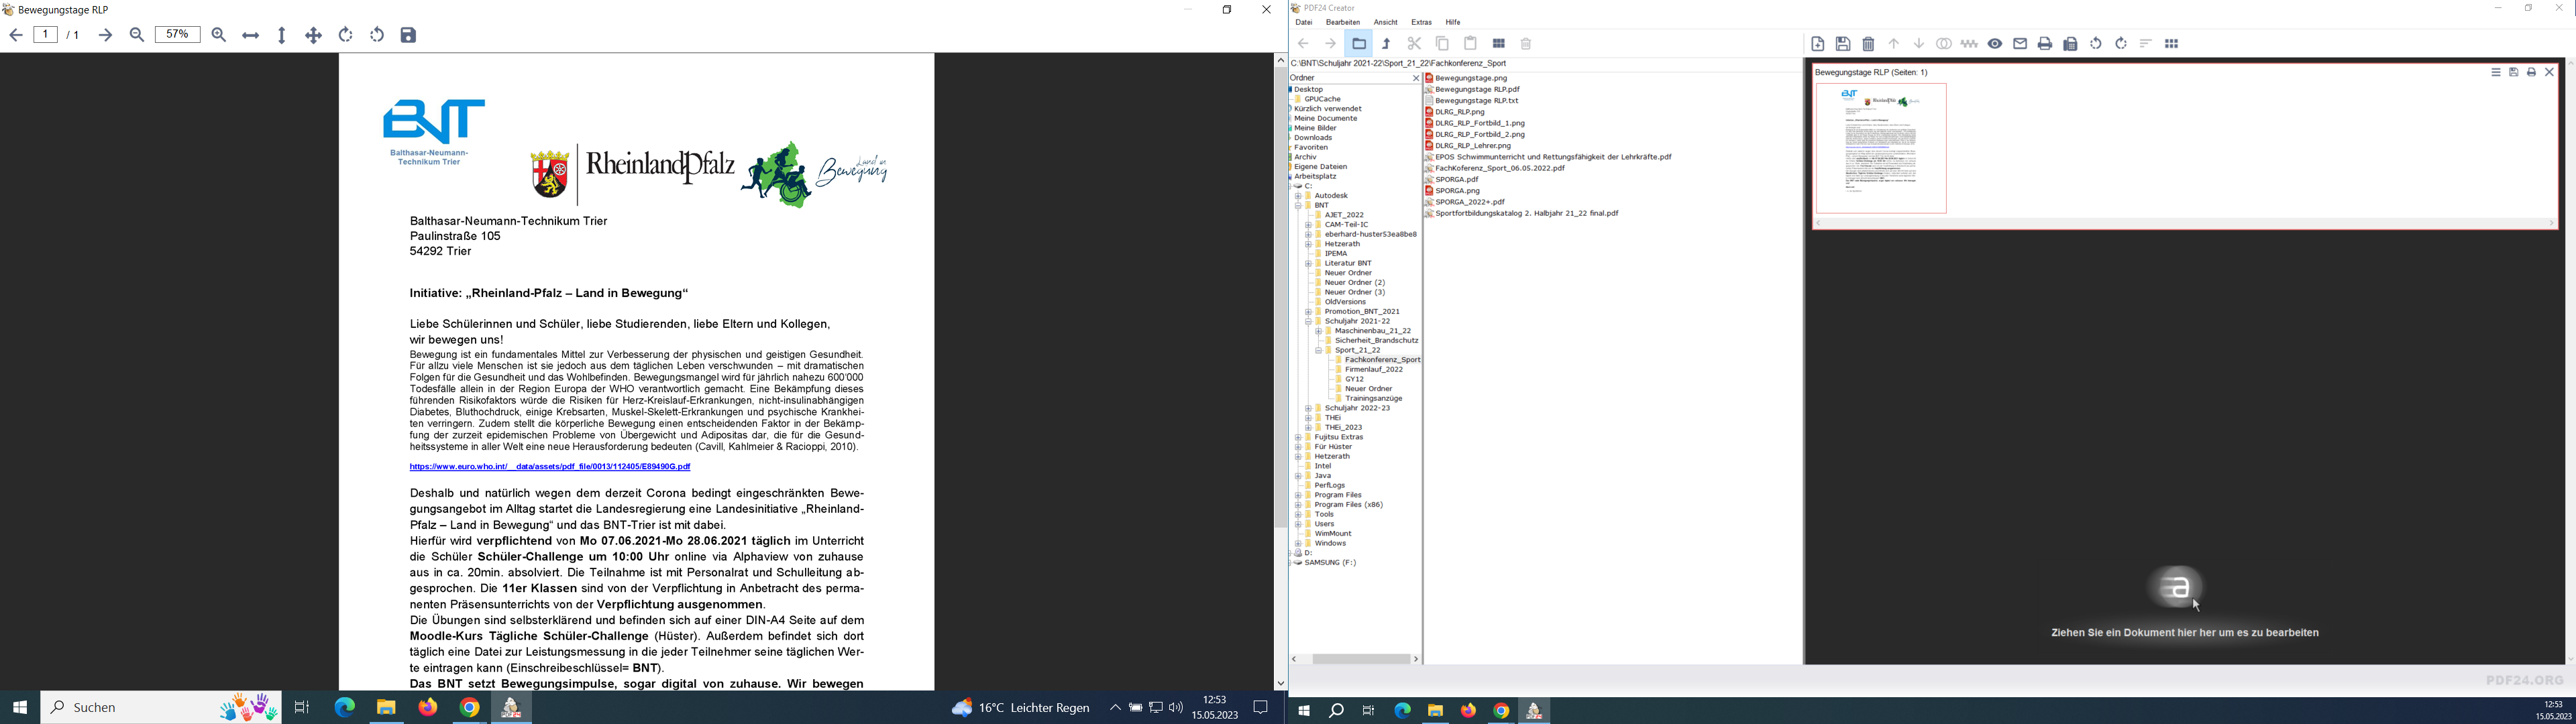 Bewegungstage RLP
1 / 1
57%
BNT
Balthasar-Neumann-
Technikum Trier
RheinlandPfalz
Land in
Bewegung
Balthasar-Neumann-Technikum Trier
Paulinstraße 105
54292 Trier
Initiative: „Rheinland-Pfalz – Land in Bewegung“
Liebe Schülerinnen und Schüler, liebe Studierenden, liebe Eltern und Kollegen,
wir bewegen uns!
Bewegung ist ein fundamentales Mittel zur Verbesserung der physischen und geistigen Gesundheit.
Für allzu viele Menschen ist sie jedoch aus dem täglichen Leben verschwunden – mit dramatischen
Folgen für die Gesundheit und das Wohlbefinden. Bewegungsmangel wird für jährlich nahezu 600'000
Todesfälle allein in der Region Europa der WHO verantwortlich gemacht. Eine Bekämpfung dieses
führenden Risikofaktors würde die Risiken für Herz-Kreislauf-Erkrankungen, nicht-insulinabhängigen
Diabetes, Bluthochdruck, einige Krebsarten, Muskel-Skelett-Erkrankungen und psychische Krankhei-
ten verringern. Zudem stellt die körperliche Bewegung einen entscheidenden Faktor in der Bekämp-
fung der zurzeit epidemischen Probleme von Übergewicht und Adipositas dar, die für die Gesund-
heitssysteme in aller Welt eine neue Herausforderung bedeuten (Cavill, Kahlmeier & Racioppi, 2010).
https://www.euro.who.int/__data/assets/pdf_file/0013/112405/E89490G.pdf
Deshalb und natürlich wegen dem derzeit Corona bedingt eingeschränkten Bewe-
gungsangebot im Alltag startet die Landesregierung eine Landesinitiative „Rheinland-
Pfalz – Land in Bewegung“ und das BNT-Trier ist mit dabei.
Hierfür wird verpflichtend von Mo 07.06.2021-Mo 28.06.2021 täglich im Unterricht
die Schüler Schüler-Challenge um 10:00 Uhr online via Alphaview von zuhause
aus in ca. 20min. absolviert. Die Teilnahme ist mit Personalrat und Schulleitung ab-
gesprochen. Die 11er Klassen sind von der Verpflichtung in Anbetracht des perma-
nenten Präsensunterrichts von der Verpflichtung ausgenommen.
Die Übungen sind selbsterklärend und befinden sich auf einer DIN-A4 Seite auf dem
Moodle-Kurs Tägliche Schüler-Challenge (Hüster). Außerdem befindet sich dort
täglich eine Datei zur Leistungsmessung in die jeder Teilnehmer seine täglichen Wer-
te eintragen kann (Einschreibeschlüssel= BNT).
Das BNT setzt Bewegungsimpulse, sogar digital von zuhause. Wir bewegen
Suchen
PDF24
16°C Leichter Regen
12:53
15.05.2023
PDF24 Creator
Datei Bearbeiten Ansicht Extras Hilfe
C:\BNT\Schuljahr 2021-22\Sport_21_22\Fachkonferenz_Sport
Ordner
Desktop
GPUCache
Kürzlich verwendet
Meine Documente
Meine Bilder
Downloads
Favoriten
Archiv
Eigene Dateien
Arbeitsplatz
C:
Autodesk
BNT
AJET_2022
CAM-Teil-IC
eberhard-huster53ea8be8
Hetzerath
IPEMA
Literatur BNT
Neuer Ordner
Neuer Ordner (2)
Neuer Ordner (3)
OldVersions
Promotion_BNT_2021
Schuljahr 2021-22
Maschinenbau_21_22
Sicherheit_Brandschutz
Sport_21_22
Fachkonferenz_Sport
Firmenlauf_2022
GY12
Neuer Ordner
Trainingsanzüge
Schuljahr 2022-23
THEi
THEi_2023
Fujitsu Extras
Für Hüster
Hetzerath
Intel
Java
PerfLogs
Program Files
Program Files (x86)
Tools
Users
WimMount
Windows
D:
SAMSUNG (F:)
Bewegungstage.png
Bewegungstage RLP.pdf
Bewegungstage RLP.txt
DLRG_RLP.png
DLRG_RLP_Fortbild_1.png
DLRG_RLP_Fortbild_2.png
DLRG_RLP_Lehrer.png
EPOS Schwimmunterricht und Rettungsfähigkeit der Lehrkräfte.pdf
FachKoferenz_Sport_06.05.2022.pdf
SPORGA.pdf
SPORGA.png
SPORGA_2022+.pdf
Sportfortbildungskatalog 2. Halbjahr 21_22 final.pdf
Bewegungstage RLP (Seiten: 1)
BNT
RheinlandPfalz
Ziehen Sie ein Dokument hier her um es zu bearbeiten
PDF24.ORG
12:53
15.05.2023